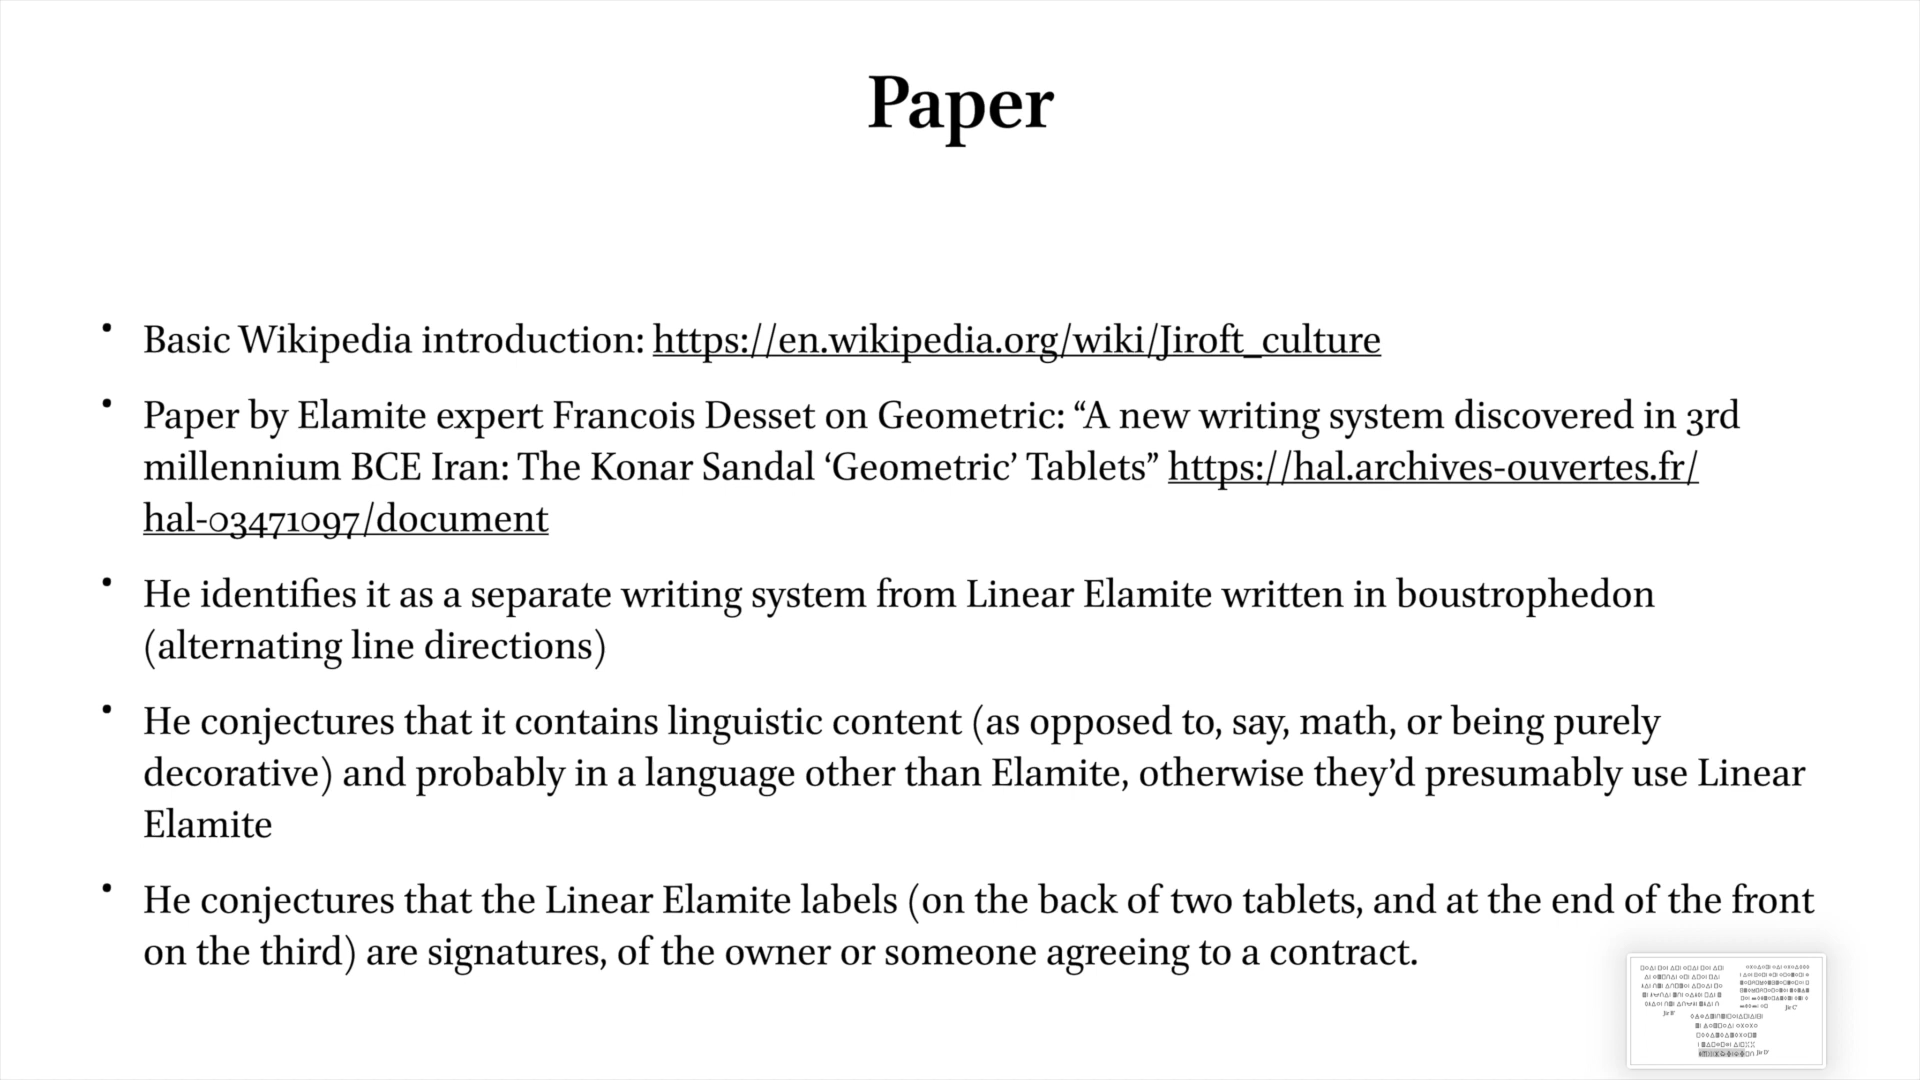 Paper
• Basic Wikipedia introduction: https://en.wikipedia.org/wiki/Jiroft_culture
• Paper by Elamite expert Francois Desset on Geometric: “A new writing system discovered in 3rd
millennium BCE Iran: The Konar Sandal ‘Geometric’ Tablets” https://hal.archives-ouvertes.fr/
hal-03471097/document
• He identifies it as a separate writing system from Linear Elamite written in boustrophedon
(alternating line directions)
• He conjectures that it contains linguistic content (as opposed to, say, math, or being purely
decorative) and probably in a language other than Elamite, otherwise they’d presumably use Linear
Elamite
• He conjectures that the Linear Elamite labels (on the back of two tablets, and at the end of the front
on the third) are signatures, of the owner or someone agreeing to a contract.